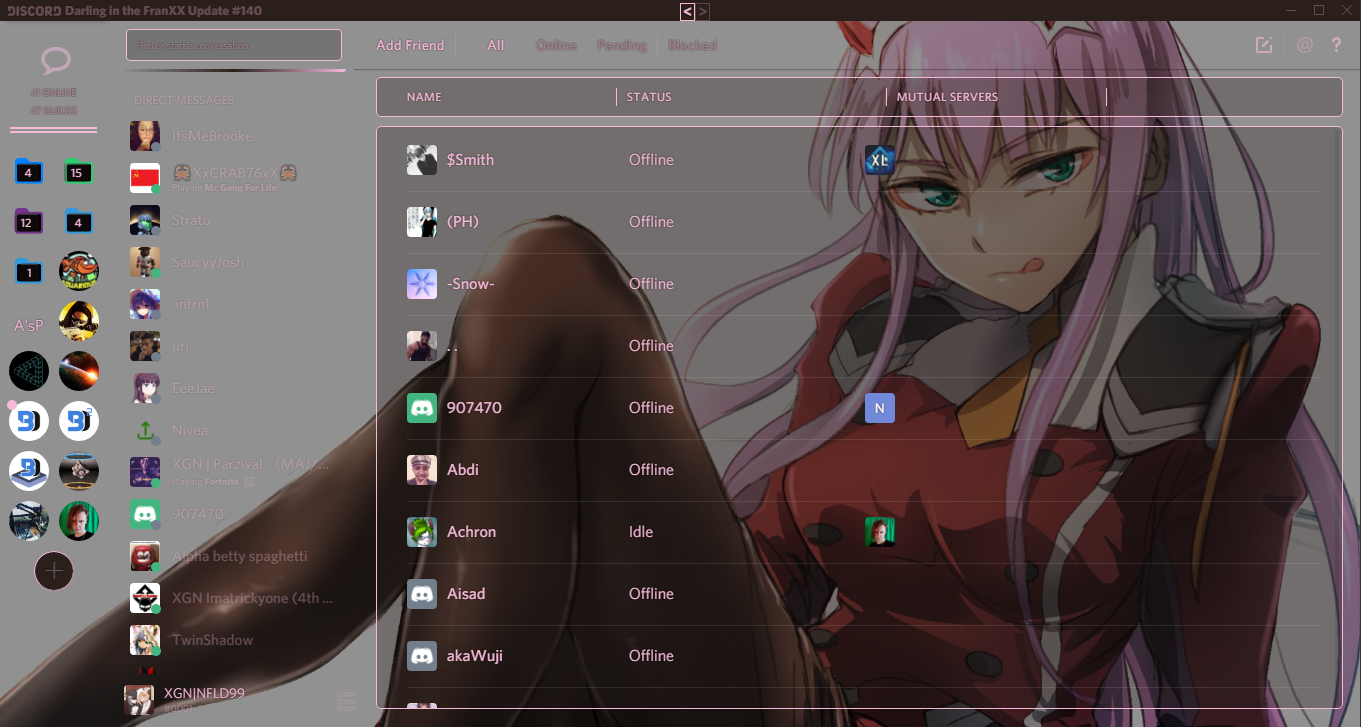 DISCORD Darling in the FranXX Update #140
< >
Find or start a conversation
Add Friend All Online Pending Blocked
@ ?
41 ONLINE
47 GUILDS
NAME STATUS MUTUAL SERVERS
DIRECT MESSAGES
4 15
12 4
1
A'sP
ItsMeBrooke
XxCRAB76xX
Playing Mc Gang For Life
Strato
SaucyyJosh
.intrnl
uri
EeeJae
Nivea
XGN | Parzival 〔MAJ/...
Playing Fortnite
907470
Alpha betty spaghetti
XGN Imatrickyone (4th ...
TwinShadow
XGNINFLD99
#0001
$Smith Offline XL
(PH) Offline
-Snow- Offline
. . Offline
907470 Offline N
Abdi Offline
Achron Idle
Aisad Offline
akaWuji Offline